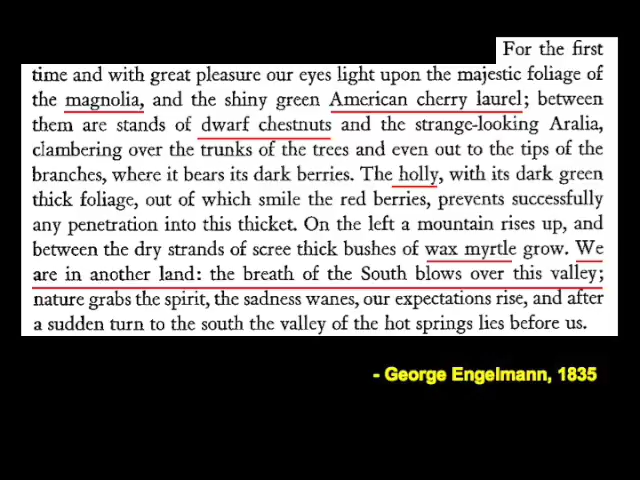 For the first
time and with great pleasure our eyes light upon the majestic foliage of
the magnolia, and the shiny green American cherry laurel; between
them are stands of dwarf chestnuts and the strange-looking Aralia,
clambering over the trunks of the trees and even out to the tips of the
branches, where it bears its dark berries. The holly, with its dark green
thick foliage, out of which smile the red berries, prevents successfully
any penetration into this thicket. On the left a mountain rises up, and
between the dry strands of scree thick bushes of wax myrtle grow. We
are in another land: the breath of the South blows over this valley;
nature grabs the spirit, the sadness wanes, our expectations rise, and after
a sudden turn to the south the valley of the hot springs lies before us.
- George Engelmann, 1835